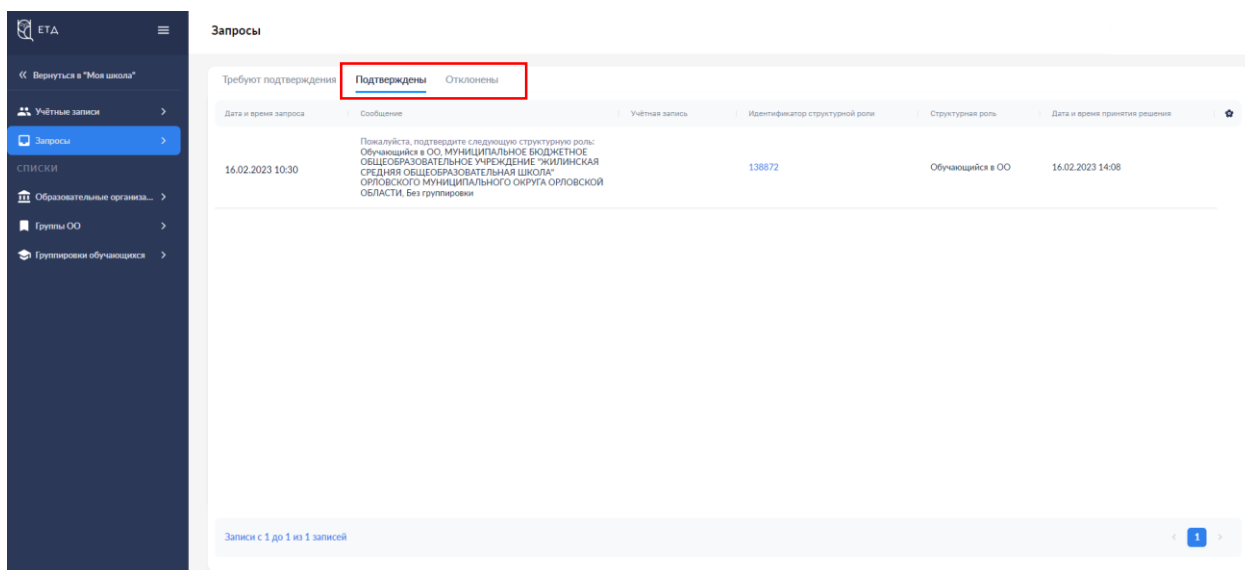 ЕТД
Запросы
Вернуться в "Моя школа"
Учётные записи
Запросы
СПИСКИ
Образовательные организа...
Группы ОО
Группировки обучающихся
Требуют подтверждения Подтверждены Отклонены
Дата и время запроса Сообщение Учётная запись Идентификатор структурной роли Структурная роль Дата и время принятия решения
Пожалуйста, подтвердите следующую структурную роль:
Обучающийся в ОО, МУНИЦИПАЛЬНОЕ БЮДЖЕТНОЕ
ОБЩЕОБРАЗОВАТЕЛЬНОЕ УЧРЕЖДЕНИЕ "ЖИЛИНСКАЯ
СРЕДНЯЯ ОБЩЕОБРАЗОВАТЕЛЬНАЯ ШКОЛА"
ОРЛОВСКОГО МУНИЦИПАЛЬНОГО ОКРУГА ОРЛОВСКОЙ
ОБЛАСТИ, Без группировки
16.02.2023 10:30 138872 Обучающийся в ОО 16.02.2023 14:08
Записи с 1 до 1 из 1 записей
1